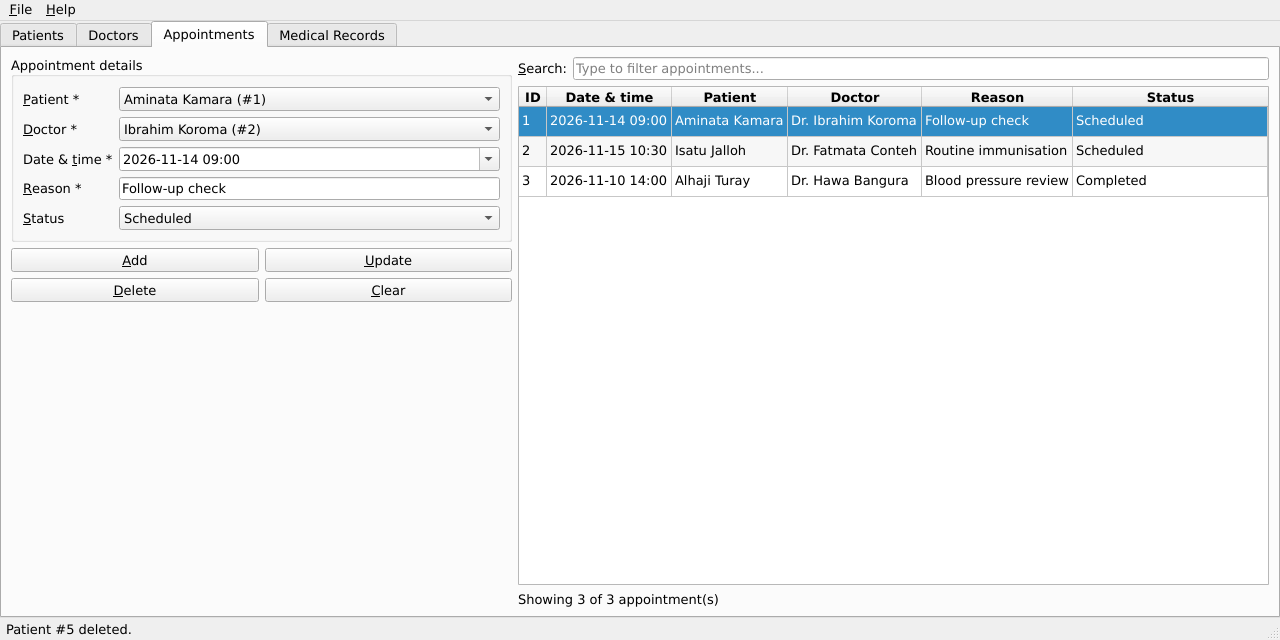 File Help
Patients Doctors Appointments Medical Records
Appointment details
Patient * Aminata Kamara (#1)
Doctor * Ibrahim Koroma (#2)
Date & time * 2026-11-14 09:00
Reason * Follow-up check
Status Scheduled
Add Update
Delete Clear
Search: Type to filter appointments...
ID Date & time Patient Doctor Reason Status
1 2026-11-14 09:00 Aminata Kamara Dr. Ibrahim Koroma Follow-up check Scheduled
2 2026-11-15 10:30 Isatu Jalloh Dr. Fatmata Conteh Routine immunisation Scheduled
3 2026-11-10 14:00 Alhaji Turay Dr. Hawa Bangura Blood pressure review Completed
Showing 3 of 3 appointment(s)
Patient #5 deleted.